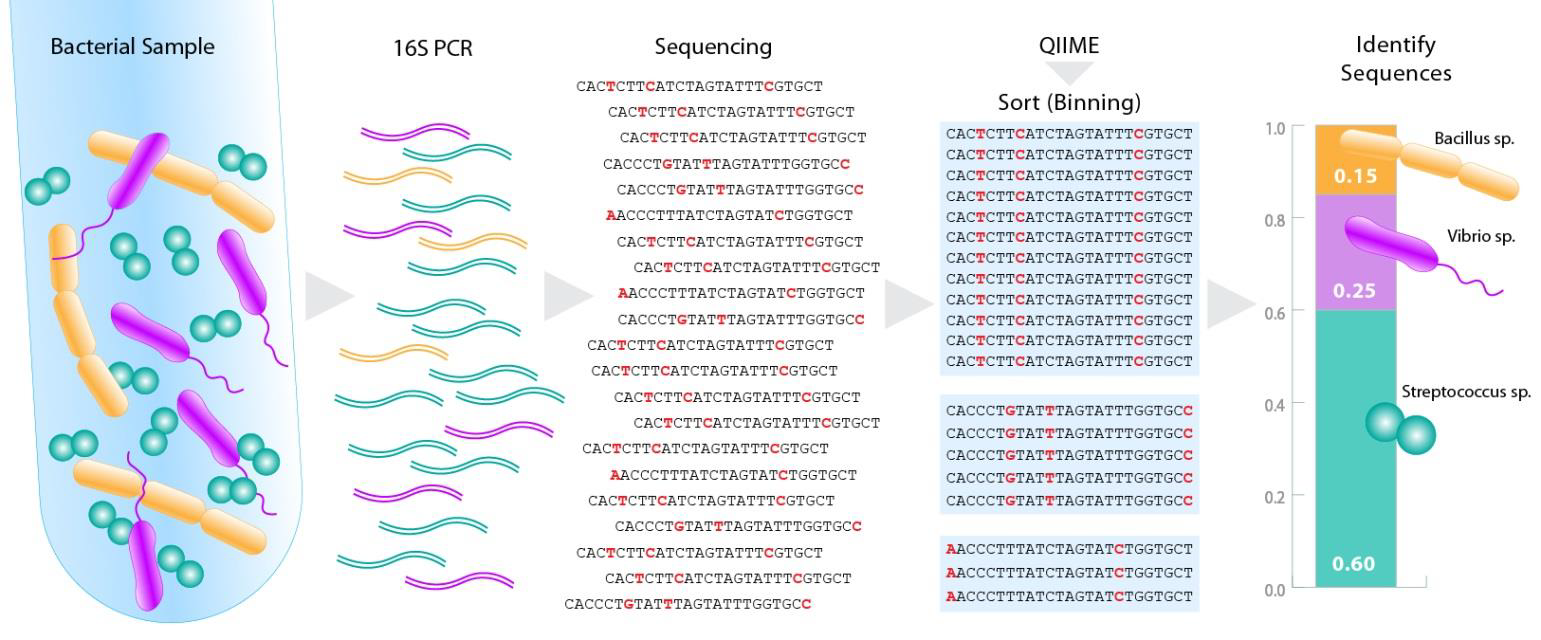 Bacterial Sample
16S PCR
Sequencing
CACTCTTCATCTAGTATTTCGTGCT
CACTCTTCATCTAGTATTTCGTGCT
CACTCTTCATCTAGTATTTCGTGCT
CACCCTGTATTTAGTATTTGGTGCC
CACCCTGTATTTAGTATTTGGTGCC
AACCCTTTATCTAGTATCTGGTGCT
CACTCTTCATCTAGTATTTCGTGCT
CACTCTTCATCTAGTATTTCGTGCT
AACCCTTTATCTAGTATCTGGTGCT
CACCCTGTATTTAGTATTTGGTGCC
CACTCTTCATCTAGTATTTCGTGCT
CACTCTTCATCTAGTATTTCGTGCT
CACTCTTCATCTAGTATTTCGTGCT
CACTCTTCATCTAGTATTTCGTGCT
CACTCTTCATCTAGTATTTCGTGCT
AACCCTTTATCTAGTATCTGGTGCT
CACTCTTCATCTAGTATTTCGTGCT
CACCCTGTATTTAGTATTTGGTGCC
CACTCTTCATCTAGTATTTCGTGCT
CACTCTTCATCTAGTATTTCGTGCT
CACCCTGTATTTAGTATTTGGTGCC
QIIME
Sort (Binning)
CACTCTTCATCTAGTATTTCGTGCT
CACTCTTCATCTAGTATTTCGTGCT
CACTCTTCATCTAGTATTTCGTGCT
CACTCTTCATCTAGTATTTCGTGCT
CACTCTTCATCTAGTATTTCGTGCT
CACTCTTCATCTAGTATTTCGTGCT
CACTCTTCATCTAGTATTTCGTGCT
CACTCTTCATCTAGTATTTCGTGCT
CACTCTTCATCTAGTATTTCGTGCT
CACTCTTCATCTAGTATTTCGTGCT
CACTCTTCATCTAGTATTTCGTGCT
CACTCTTCATCTAGTATTTCGTGCT
CACCCTGTATTTAGTATTTGGTGCC
CACCCTGTATTTAGTATTTGGTGCC
CACCCTGTATTTAGTATTTGGTGCC
CACCCTGTATTTAGTATTTGGTGCC
CACCCTGTATTTAGTATTTGGTGCC
AACCCTTTATCTAGTATCTGGTGCT
AACCCTTTATCTAGTATCTGGTGCT
AACCCTTTATCTAGTATCTGGTGCT
Identify
Sequences
1.0
0.8
0.6
0.4
0.2
0.0
0.15
0.25
0.60
Bacillus sp.
Vibrio sp.
Streptococcus sp.